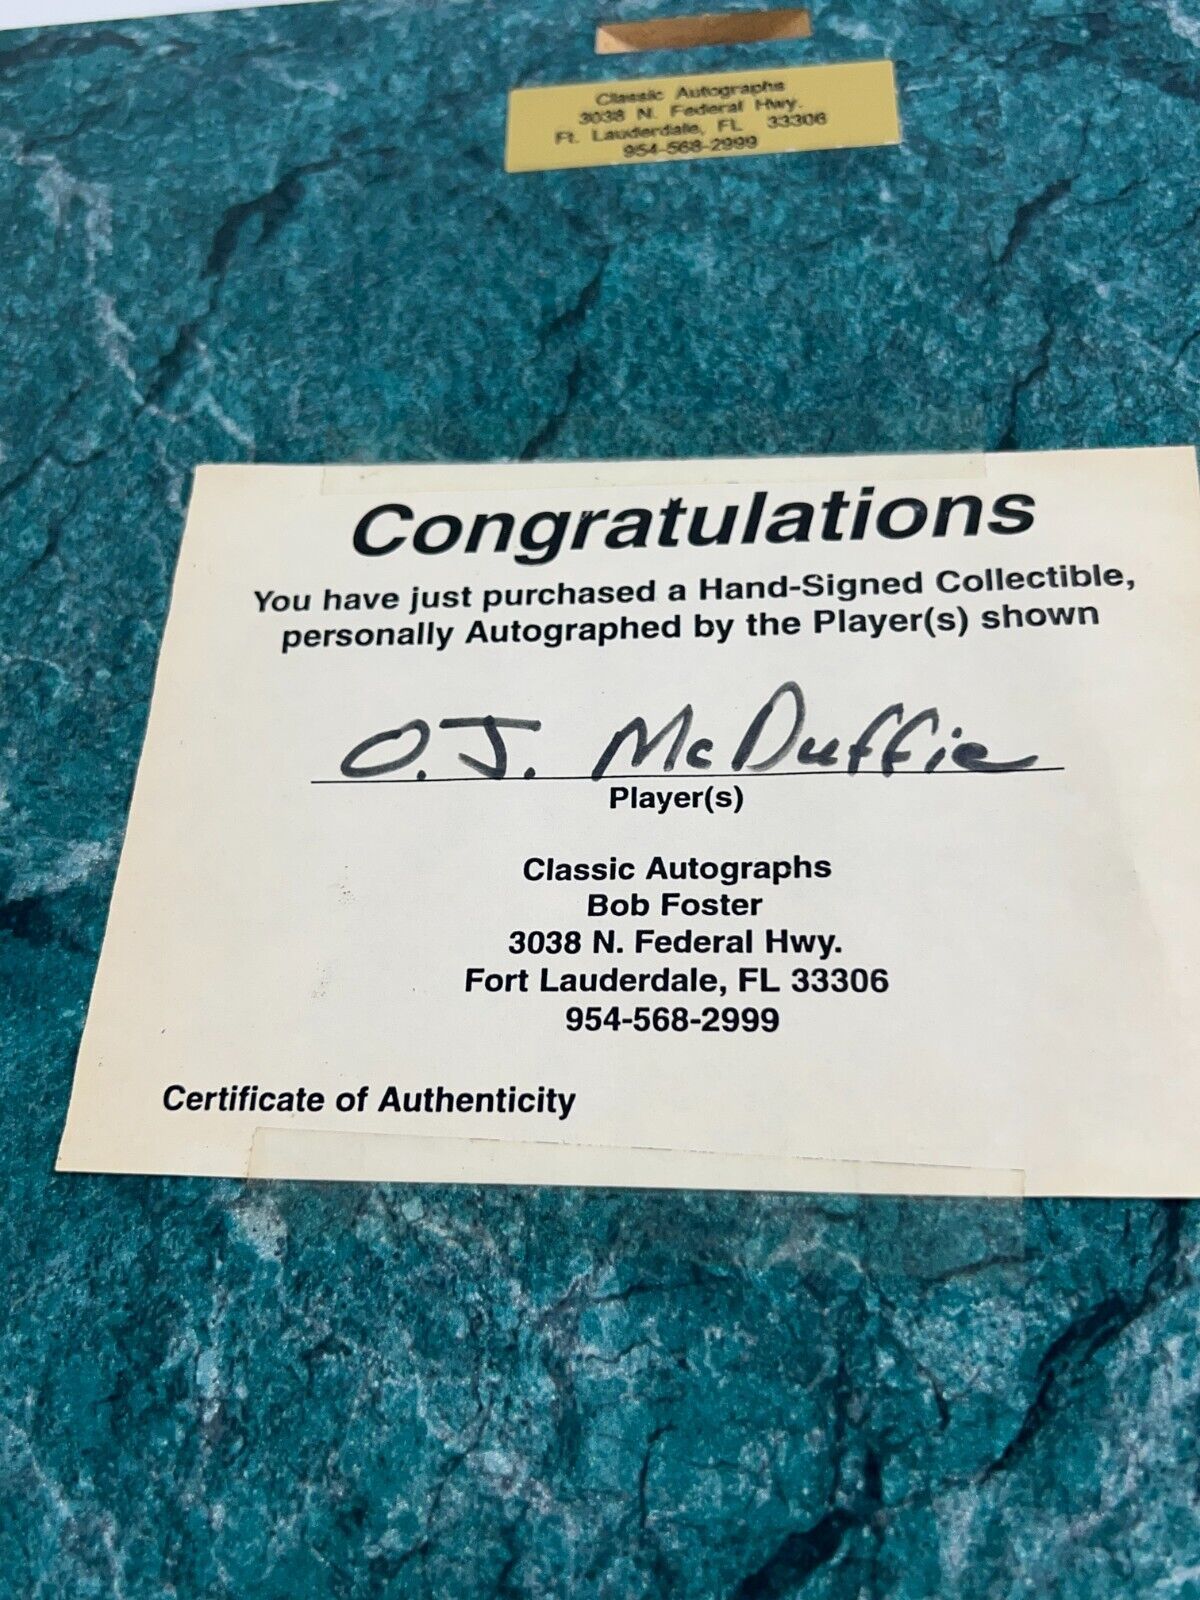 Classic Autographs
3038 N. Federal Hwy.
Ft. Lauderdale, FL 33306
954-568-2999
Congratulations
You have just purchased a Hand-Signed Collectible,
personally Autographed by the Player(s) shown
O.J. McDuffie
Player(s)
Classic Autographs
Bob Foster
3038 N. Federal Hwy.
Fort Lauderdale, FL 33306
954-568-2999
Certificate of Authenticity